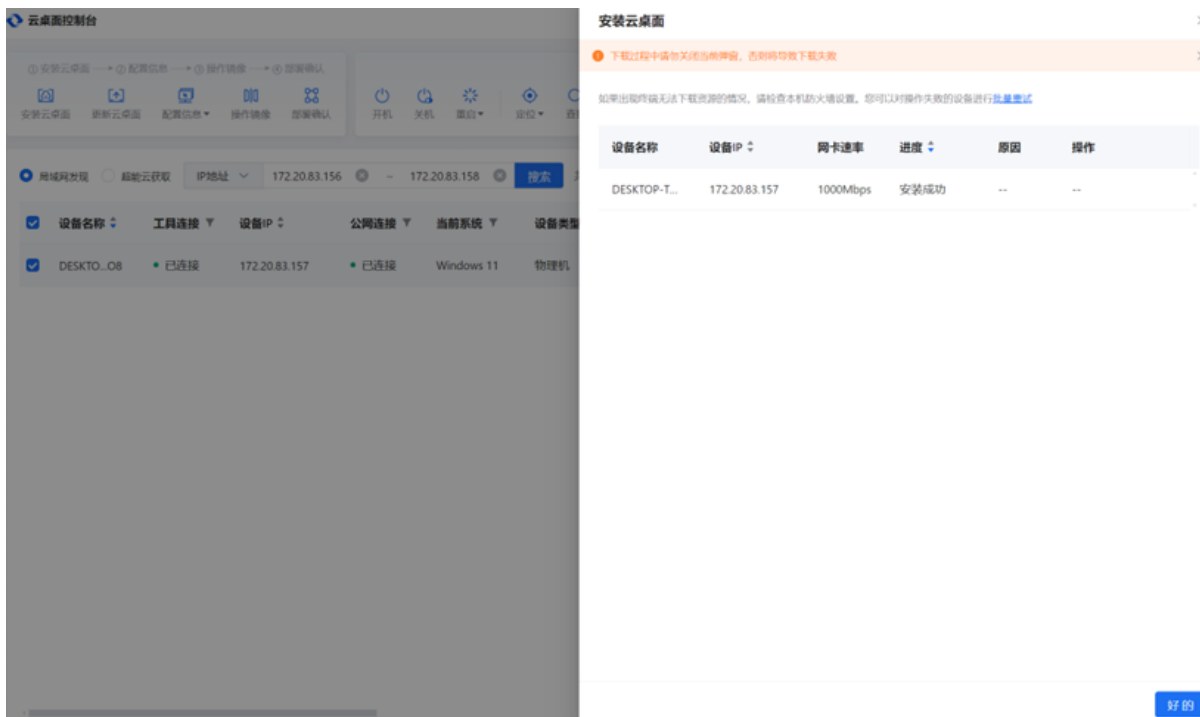 云桌面控制台
①安装云桌面 ②配置信息 ③操作镜像 ④部署确认
安装云桌面 更新云桌面 配置信息 操作镜像 部署确认 开机 关机 重启 定位
局域网发现 超能云获取 IP地址 172.20.83.156 ~ 172.20.83.158 搜索
设备名称 工具连接 设备IP 公网连接 当前系统 设备类型
DESKTO...O8 已连接 172.20.83.157 已连接 Windows 11 物理机
安装云桌面
下载过程中请勿关闭当前弹窗，否则将导致下载失败
如果出现终端无法下载资源的情况，请检查本机防火墙设置。您可以对操作失败的设备进行批量重试
设备名称 设备IP 网卡速率 进度 原因 操作
DESKTOP-T... 172.20.83.157 1000Mbps 安装成功 -- --
好的